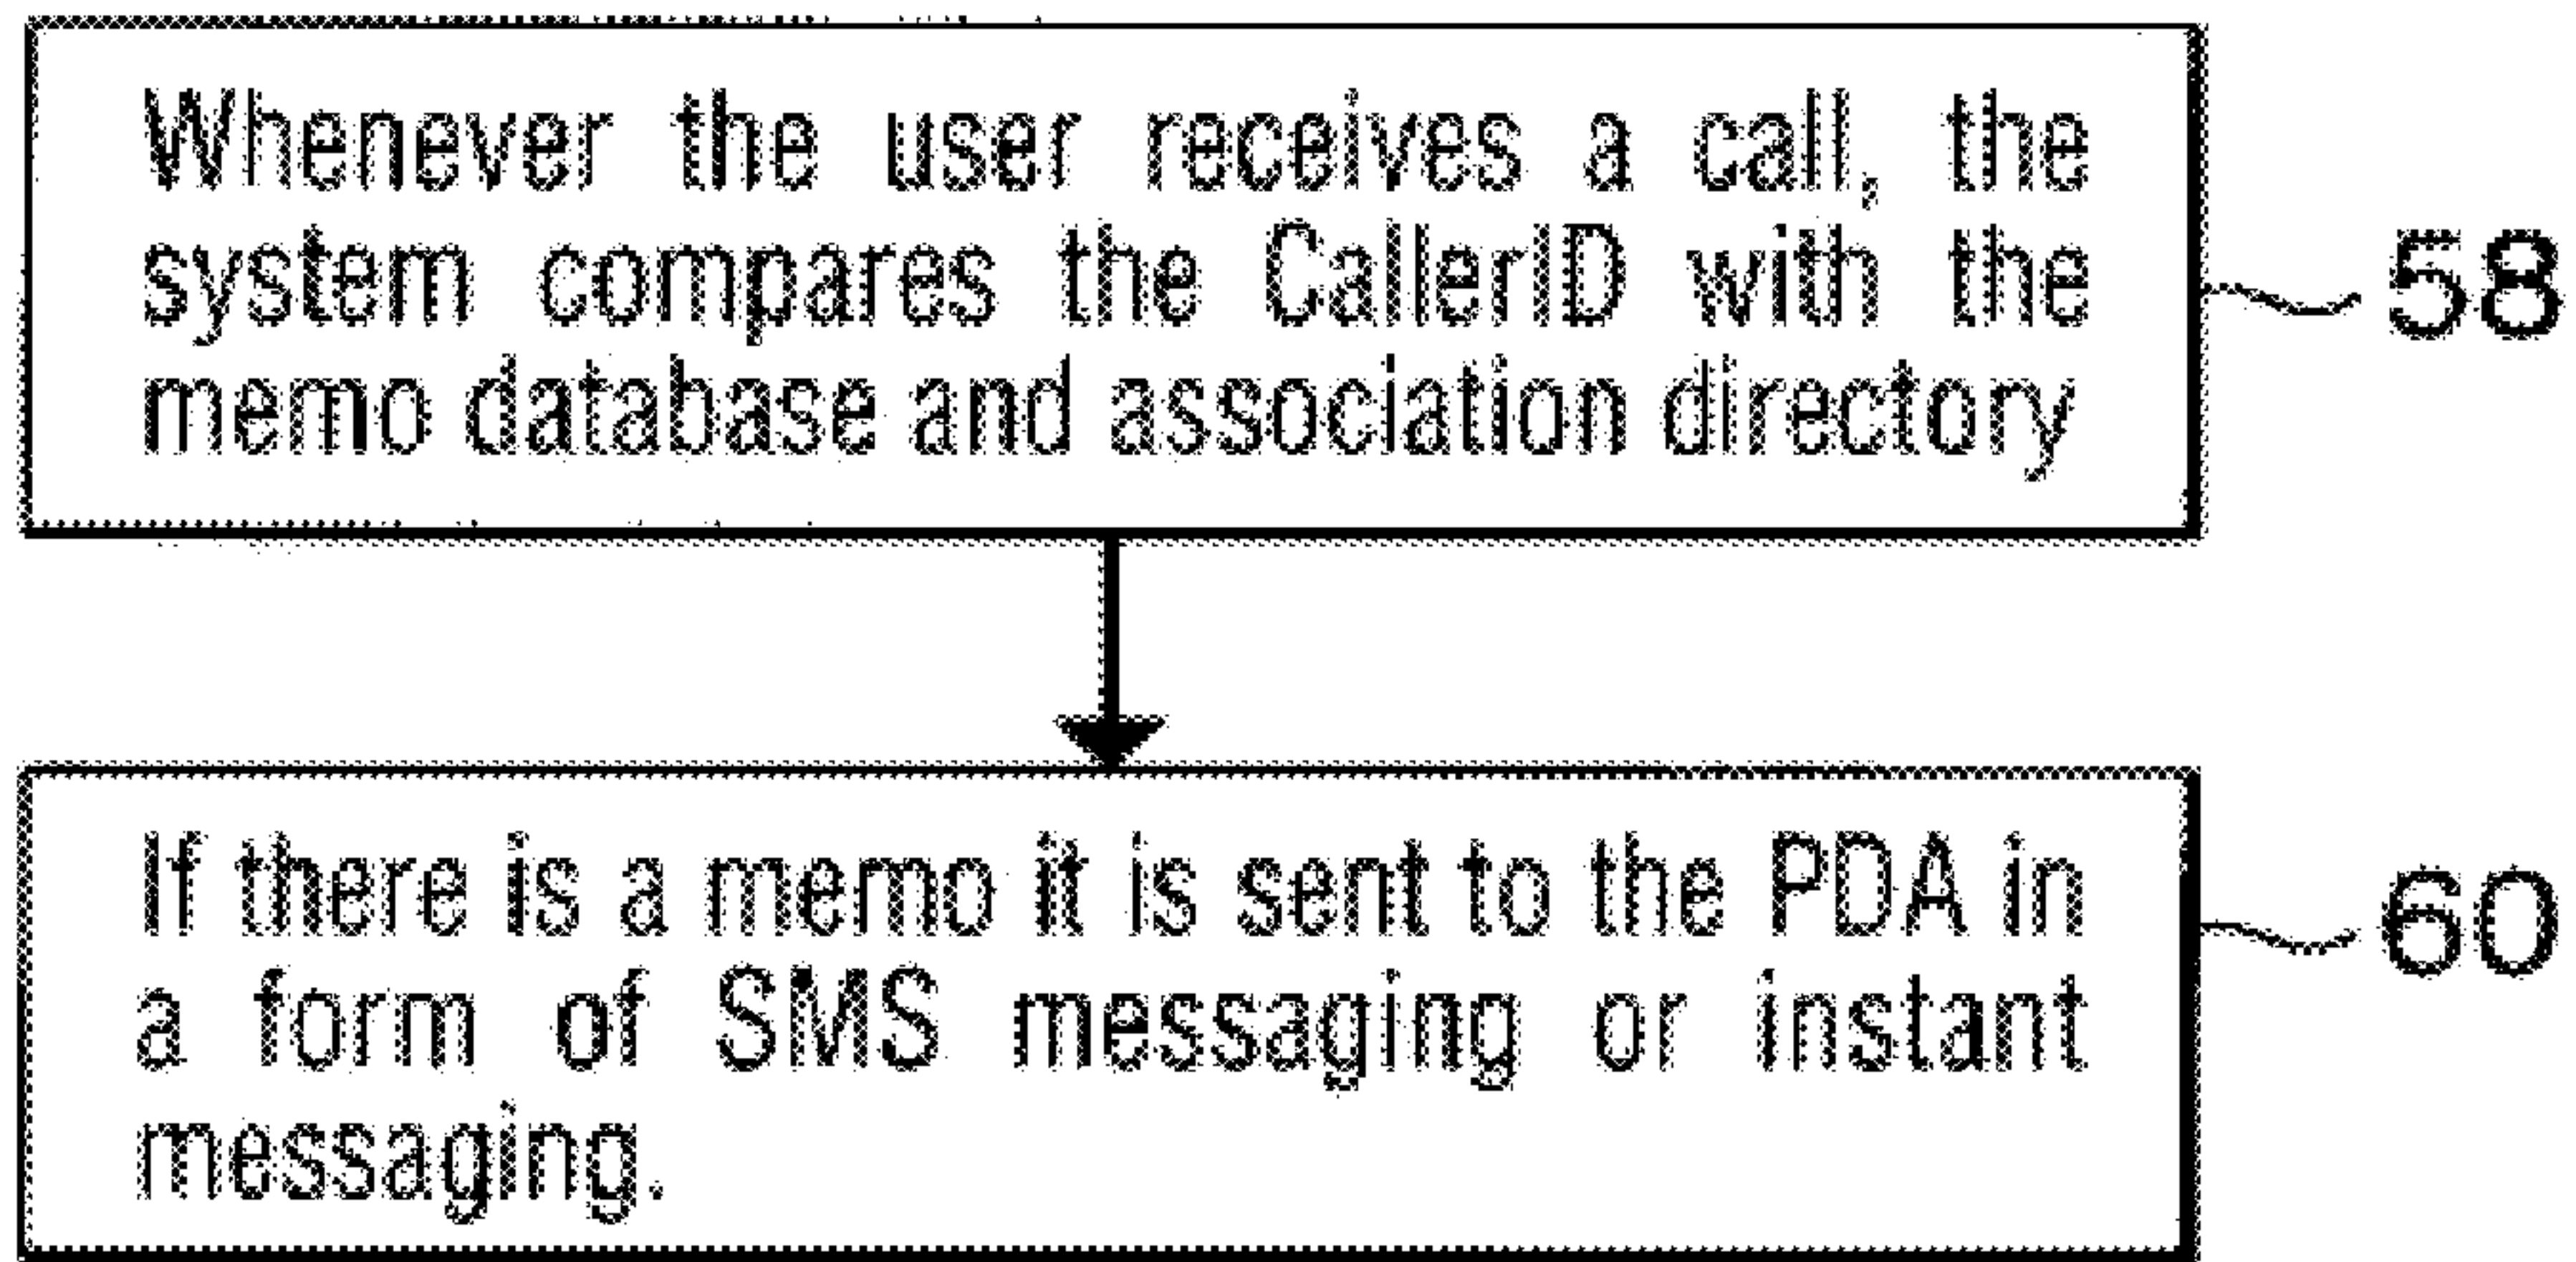 Whenever the user receives a call, the
system compares the CallerID with the
memo database and association directory
58
If there is a memo it is sent to the PDA in
a form of SMS messaging or instant
messaging.
60